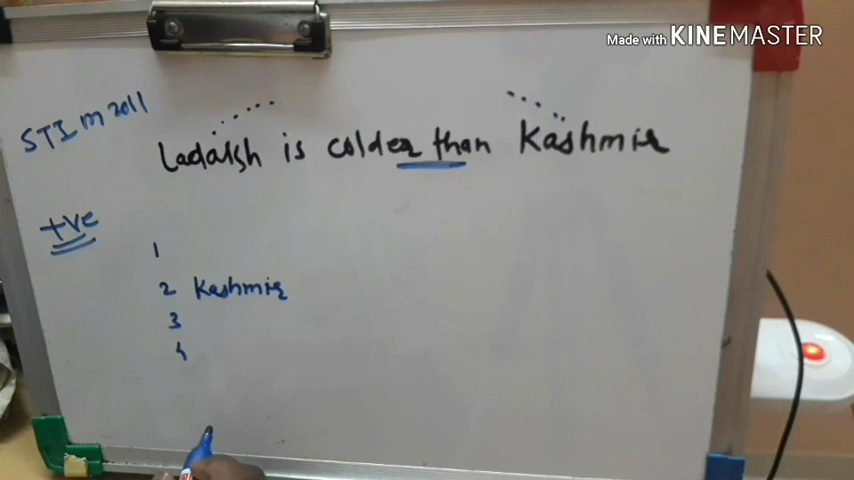 Made with KINEMASTER
STI M 2011
Ladakh is colder than Kashmir
+ve
1
2 Kashmir
3
4